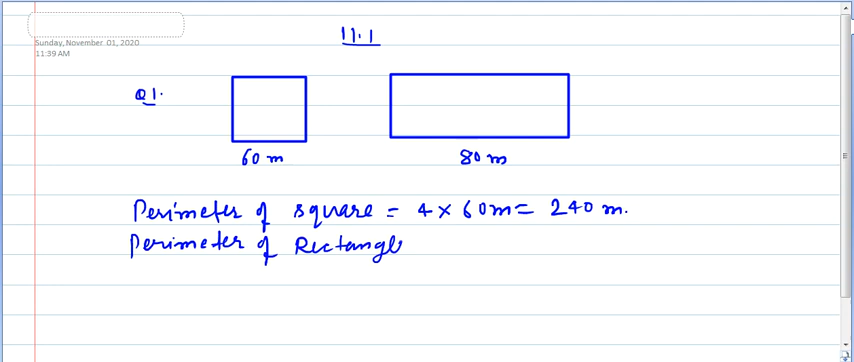 Sunday, November 01, 2020
11:39 AM
11.1
Q1.
60 m
80 m
Perimeter of square = 4 × 60m = 240 m.
Perimeter of Rectangle